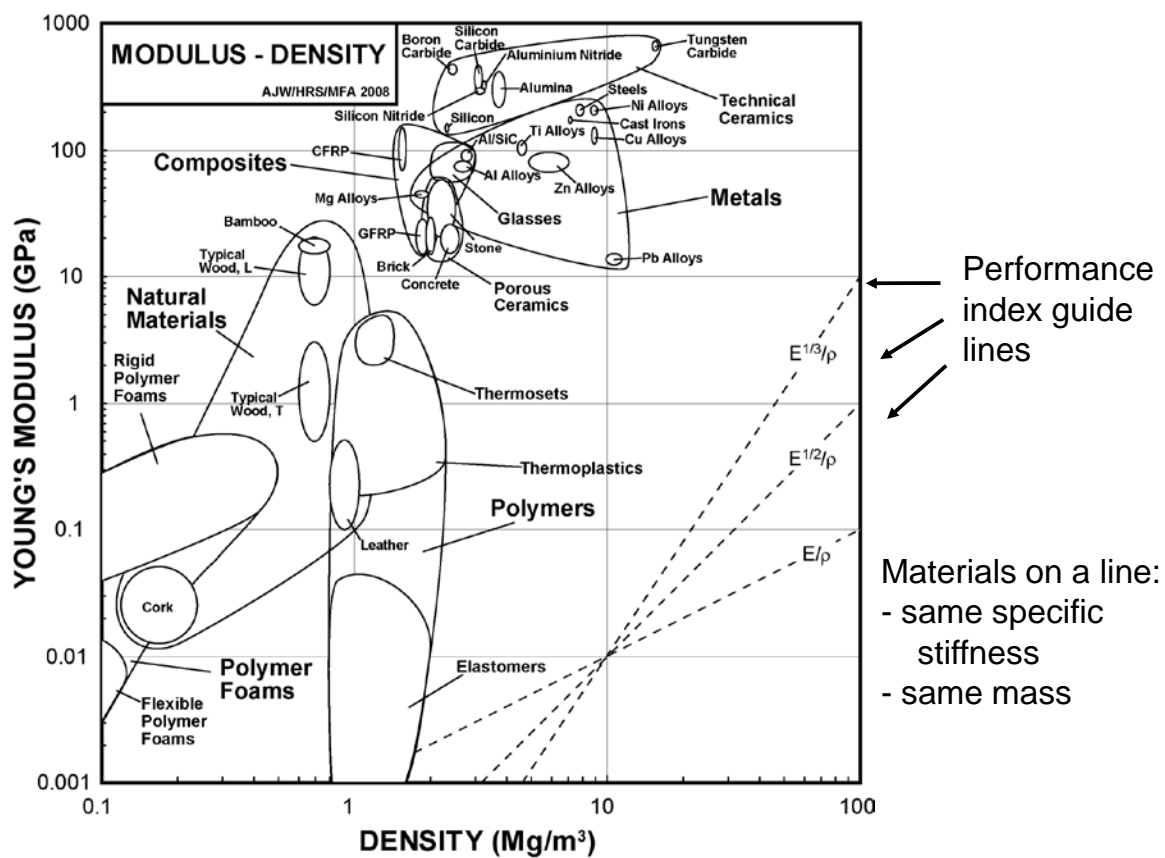 1000
100
10
1
0.1
0.01
0.001
YOUNG'S MODULUS (GPa)
MODULUS - DENSITY
AJW/HRS/MFA 2008
Boron
Carbide
Silicon
Carbide
Aluminium Nitride
Tungsten
Carbide
Alumina
Steels
Technical
Ceramics
Silicon Nitride
Silicon
Ni Alloys
Cast Irons
Ti Alloys
Cu Alloys
Al/SiC
CFRP
Composites
Al Alloys
Zn Alloys
Mg Alloys
Glasses
Metals
Bamboo
GFRP
Stone
Typical
Wood, L
Brick
Pb Alloys
Concrete
Porous
Ceramics
Natural
Materials
Rigid
Polymer
Foams
Typical
Wood, T
Thermosets
Thermoplastics
Polymers
Leather
Cork
Polymer
Foams
Elastomers
Flexible
Polymer
Foams
E1/3/ρ
E1/2/ρ
E/ρ
0.1
1
10
100
DENSITY (Mg/m3)
Performance
index guide
lines
Materials on a line:
- same specific
stiffness
- same mass